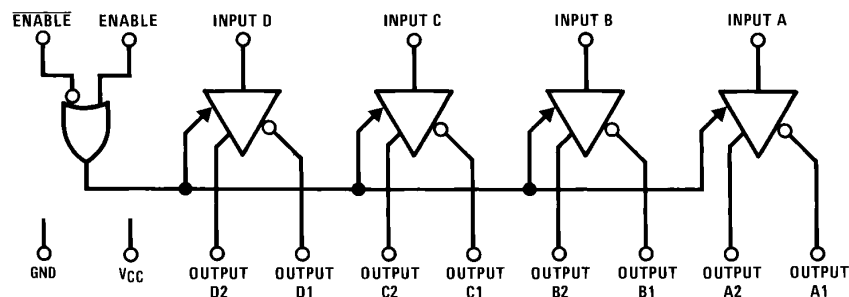 ENABLE ENABLE INPUT D INPUT C INPUT B INPUT A
GND VCC OUTPUT D2 OUTPUT D1 OUTPUT C2 OUTPUT C1 OUTPUT B2 OUTPUT B1 OUTPUT A2 OUTPUT A1